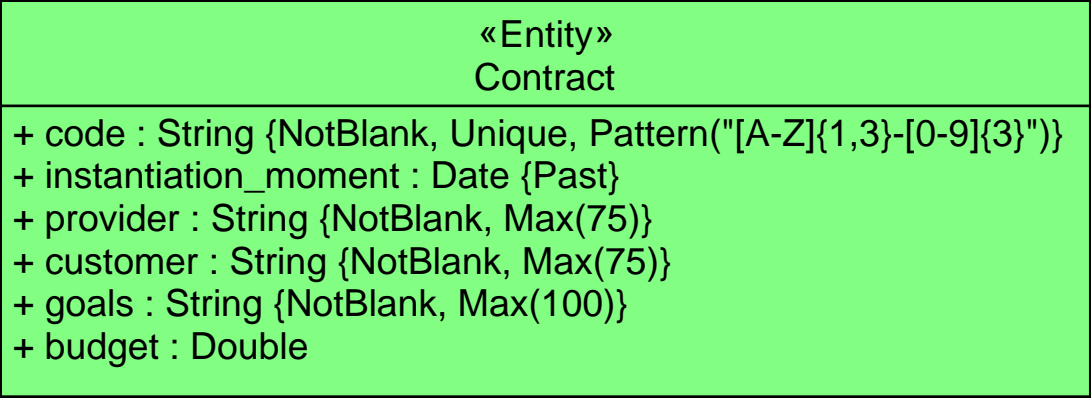 «Entity»
Contract
+ code : String {NotBlank, Unique, Pattern("[A-Z]{1,3}-[0-9]{3}")}
+ instantiation_moment : Date {Past}
+ provider : String {NotBlank, Max(75)}
+ customer : String {NotBlank, Max(75)}
+ goals : String {NotBlank, Max(100)}
+ budget : Double